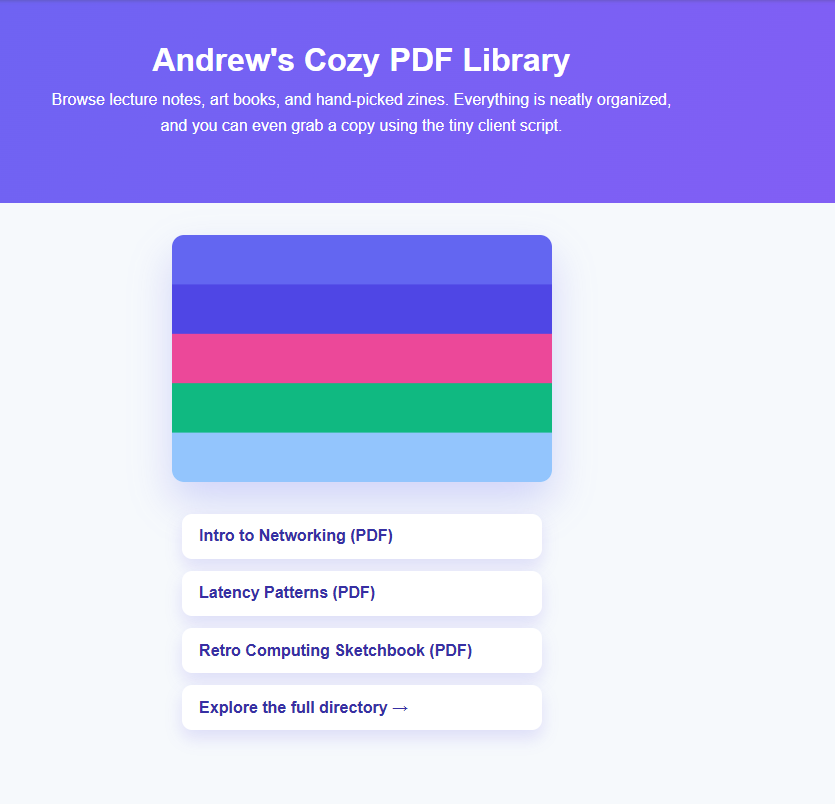 Andrew's Cozy PDF Library
Browse lecture notes, art books, and hand-picked zines. Everything is neatly organized,
and you can even grab a copy using the tiny client script.
Intro to Networking (PDF)
Latency Patterns (PDF)
Retro Computing Sketchbook (PDF)
Explore the full directory →